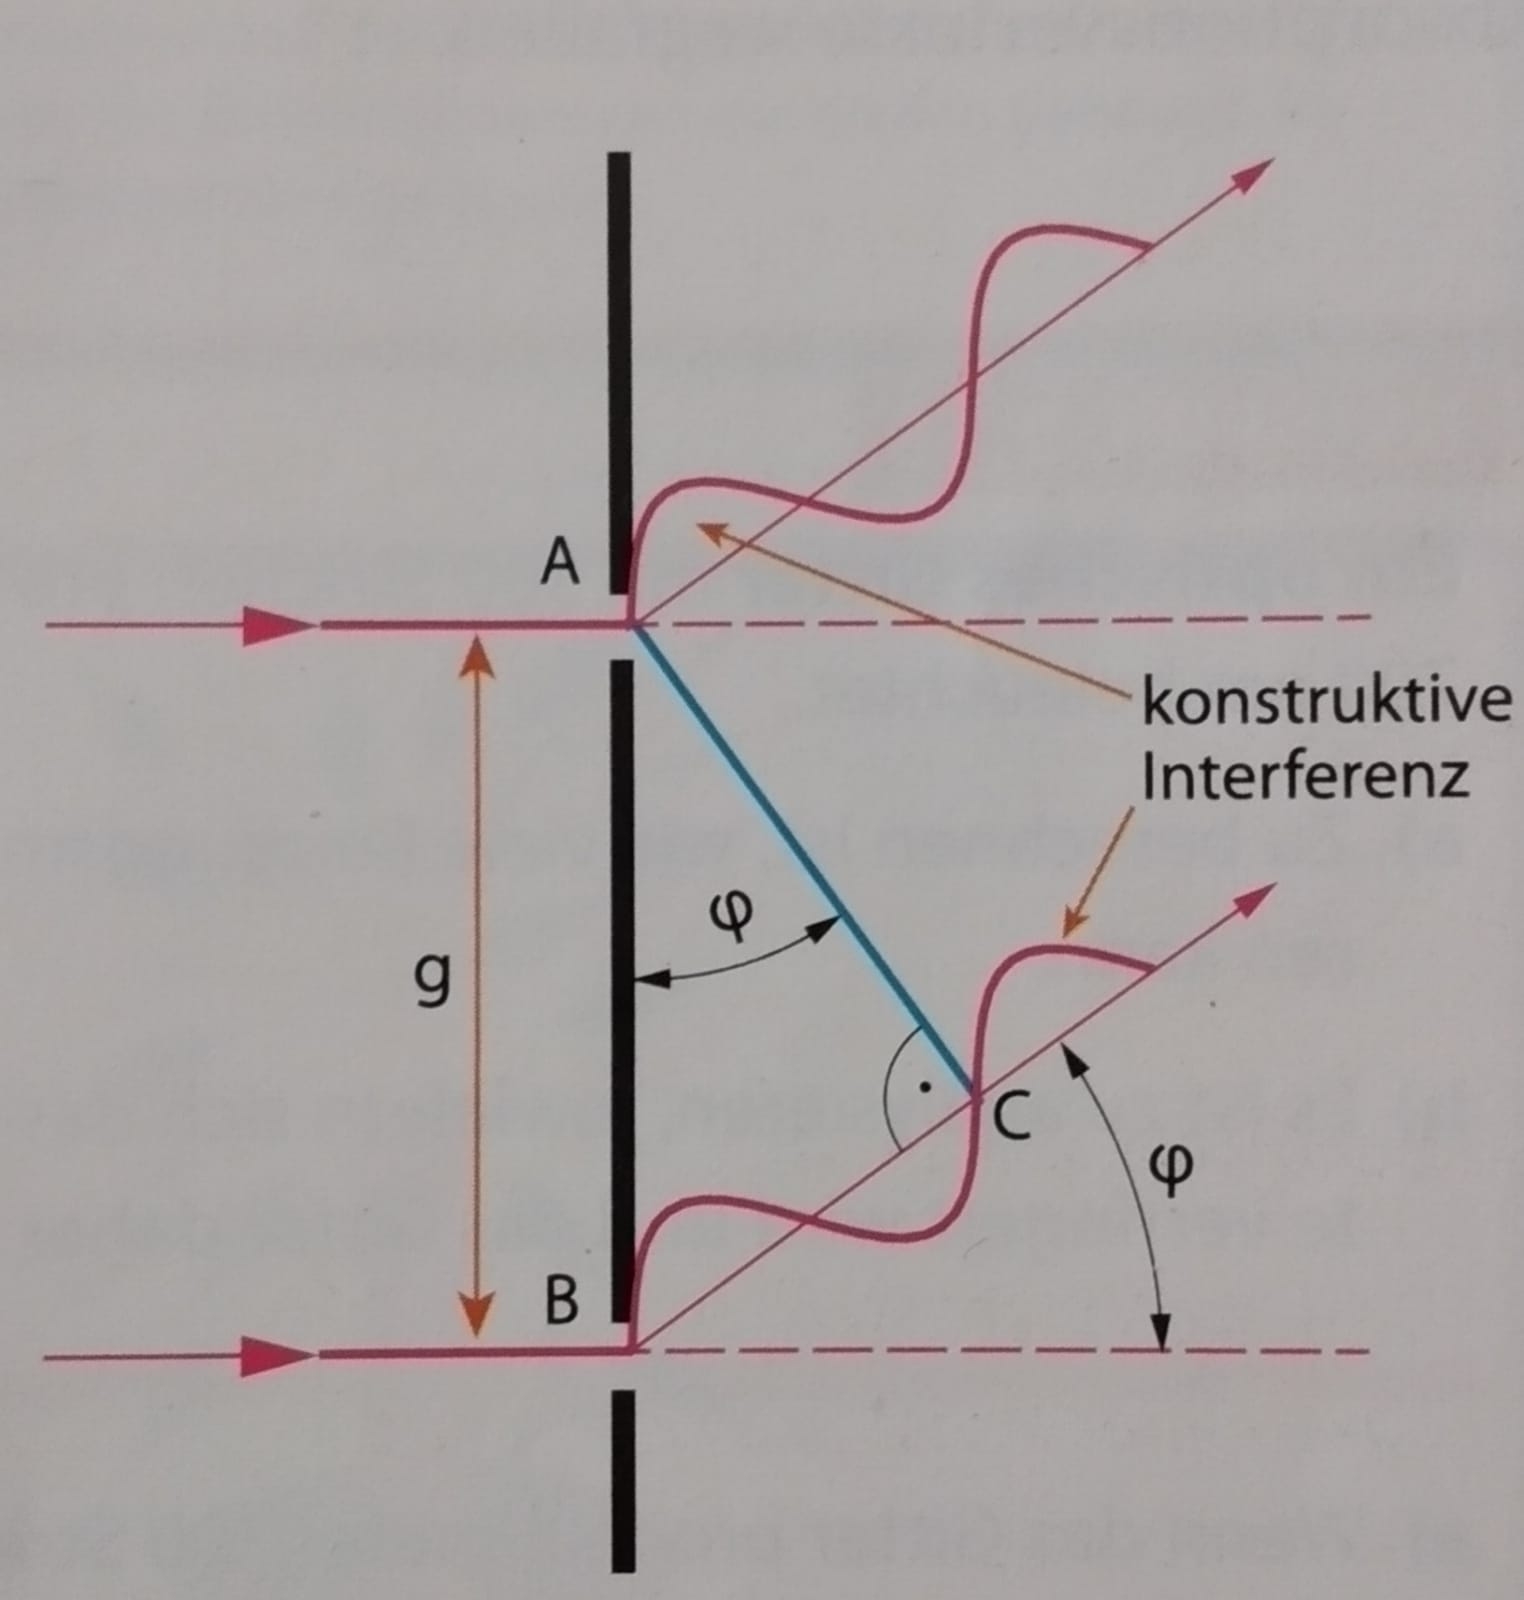 A
konstruktive
Interferenz
φ
g
C
φ
B